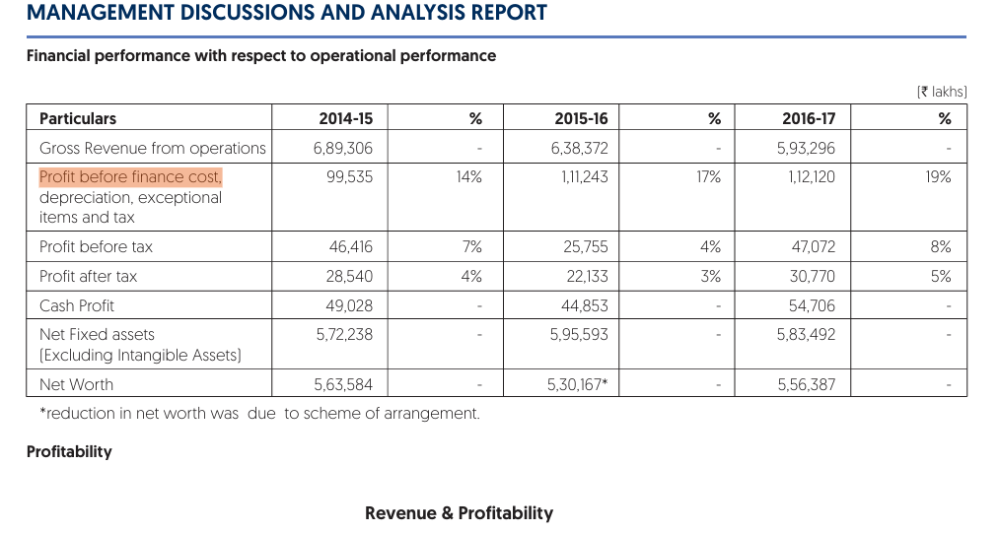 MANAGEMENT DISCUSSIONS AND ANALYSIS REPORT
Financial performance with respect to operational performance
(₹ lakhs)
Particulars 2014-15 % 2015-16 % 2016-17 %
Gross Revenue from operations 6,89,306 - 6,38,372 - 5,93,296 -
Profit before finance cost, 99,535 14% 1,11,243 17% 1,12,120 19%
depreciation, exceptional
items and tax
Profit before tax 46,416 7% 25,755 4% 47,072 8%
Profit after tax 28,540 4% 22,133 3% 30,770 5%
Cash Profit 49,028 - 44,853 - 54,706 -
Net Fixed assets 5,72,238 - 5,95,593 - 5,83,492 -
(Excluding Intangible Assets)
Net Worth 5,63,584 - 5,30,167* - 5,56,387 -
*reduction in net worth was due to scheme of arrangement.
Profitability
Revenue & Profitability